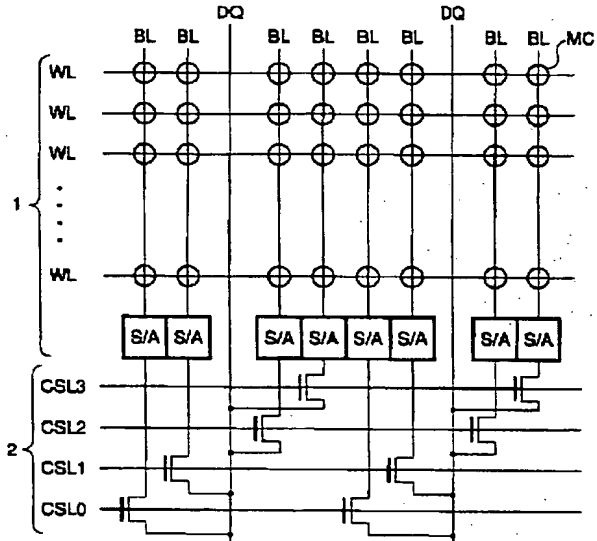 DQ DQ
BL BL BL BL BL BL BL BL MC
WL
WL
WL
1
WL
S/A S/A S/A S/A S/A S/A S/A S/A
CSL3
CSL2
2
CSL1
CSL0